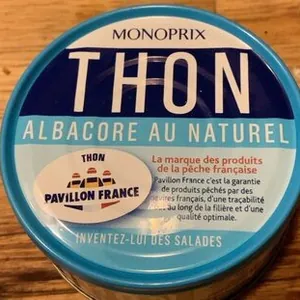 MONOPRIX
THON
ALBACORE AU NATUREL
THON
PAVILLON FRANCE
La marque des produits
de la pêche française
Pavillon France c'est la garantie
de produits pêchés par des
navires français, d'une traçabilité
tout au long de la filière et d'une
qualité optimale.
INVENTEZ-LUI DES SALADES